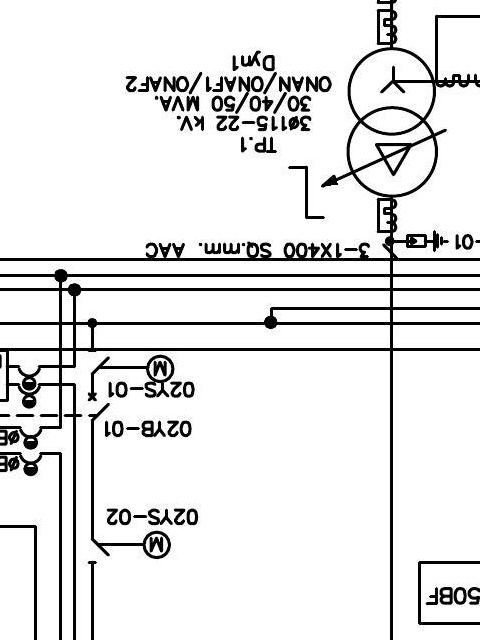 50BF
M
02YS-02
02YB-01
02YS-01
M
3-1X400 SQ.mm. AAC
TP.1
3ø115-22 kV.
30/40/50 MVA.
ONAN/ONAF1/ONAF2
Dyn1